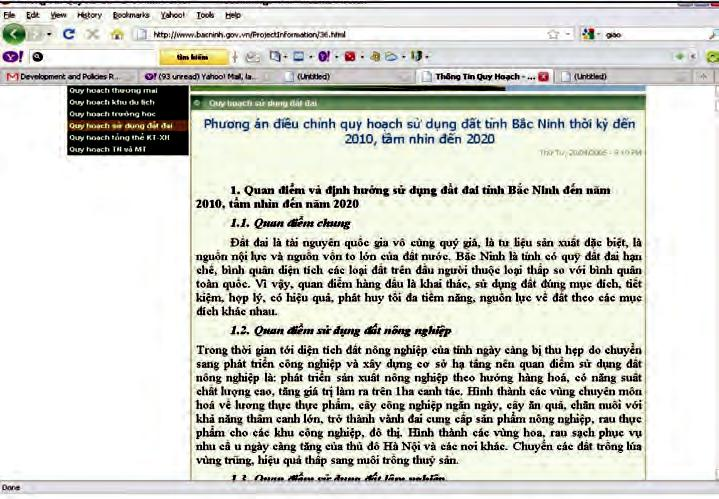 File Edit View History Bookmarks Yahoo! Tools Help
http://www.bacninh.gov.vn/ProjectInformation/36.html
giao
tìm kiếm
Development and Policies R...
(93 unread) Yahoo! Mail, la...
(Untitled)
Thông Tin Quy Hoạch - ...
(Untitled)
Quy hoạch thương mại
Quy hoạch khu du lịch
Quy hoạch trường học
Quy hoạch sử dụng đất đai
Quy hoạch tổng thể KT-XH
Quy hoạch TN và MT
Quy hoạch sử dụng đất đai
Phương án điều chỉnh quy hoạch sử dụng đất tỉnh Bắc Ninh thời kỳ đến
2010, tầm nhìn đến 2020
1. Quan điểm và định hướng sử dụng đất đai tỉnh Bắc Ninh đến năm
2010, tầm nhìn đến năm 2020
1.1. Quan điểm chung
Đất đai là tài nguyên quốc gia vô cùng quý giá, là tư liệu sản xuất đặc biệt, là
nguồn nội lực và nguồn vốn to lớn của đất nước. Bắc Ninh là tỉnh có quỹ đất đai hạn
chế, bình quân diện tích các loại đất trên đầu người thuộc loại thấp so với bình quân
toàn quốc. Vì vậy, quan điểm hàng đầu là khai thác, sử dụng đất đúng mục đích, tiết
kiệm, hợp lý, có hiệu quả, phát huy tối đa tiềm năng, nguồn lực về đất theo các mục
đích khác nhau.
1.2. Quan điểm sử dụng đất nông nghiệp
Trong thời gian tới diện tích đất nông nghiệp của tỉnh ngày càng bị thu hẹp do chuyển
sang phát triển công nghiệp và xây dựng cơ sở hạ tầng nên quan điểm sử dụng đất
nông nghiệp là: phát triển sản xuất nông nghiệp theo hướng hàng hoá, có năng suất
chất lượng cao, tăng giá trị làm ra trên 1ha canh tác. Hình thành các vùng chuyên môn
hoá về lương thực thực phẩm, cây công nghiệp ngắn ngày, cây ăn quả, chăn nuôi với
khả năng thâm canh lớn, trở thành vành đai cung cấp sản phẩm nông nghiệp, rau thực
phẩm cho các khu công nghiệp, đô thị. Hình thành các vùng hoa, rau sạch phục vụ
nhu cầ u ngày càng tăng của thủ đô Hà Nội và các nơi khác. Chuyển các đất trồng lúa
vùng trũng, hiệu quả thấp sang nuôi trồng thuỷ sản.
1.3. Quan điểm sử dụng đất lâm nghiệp
Done